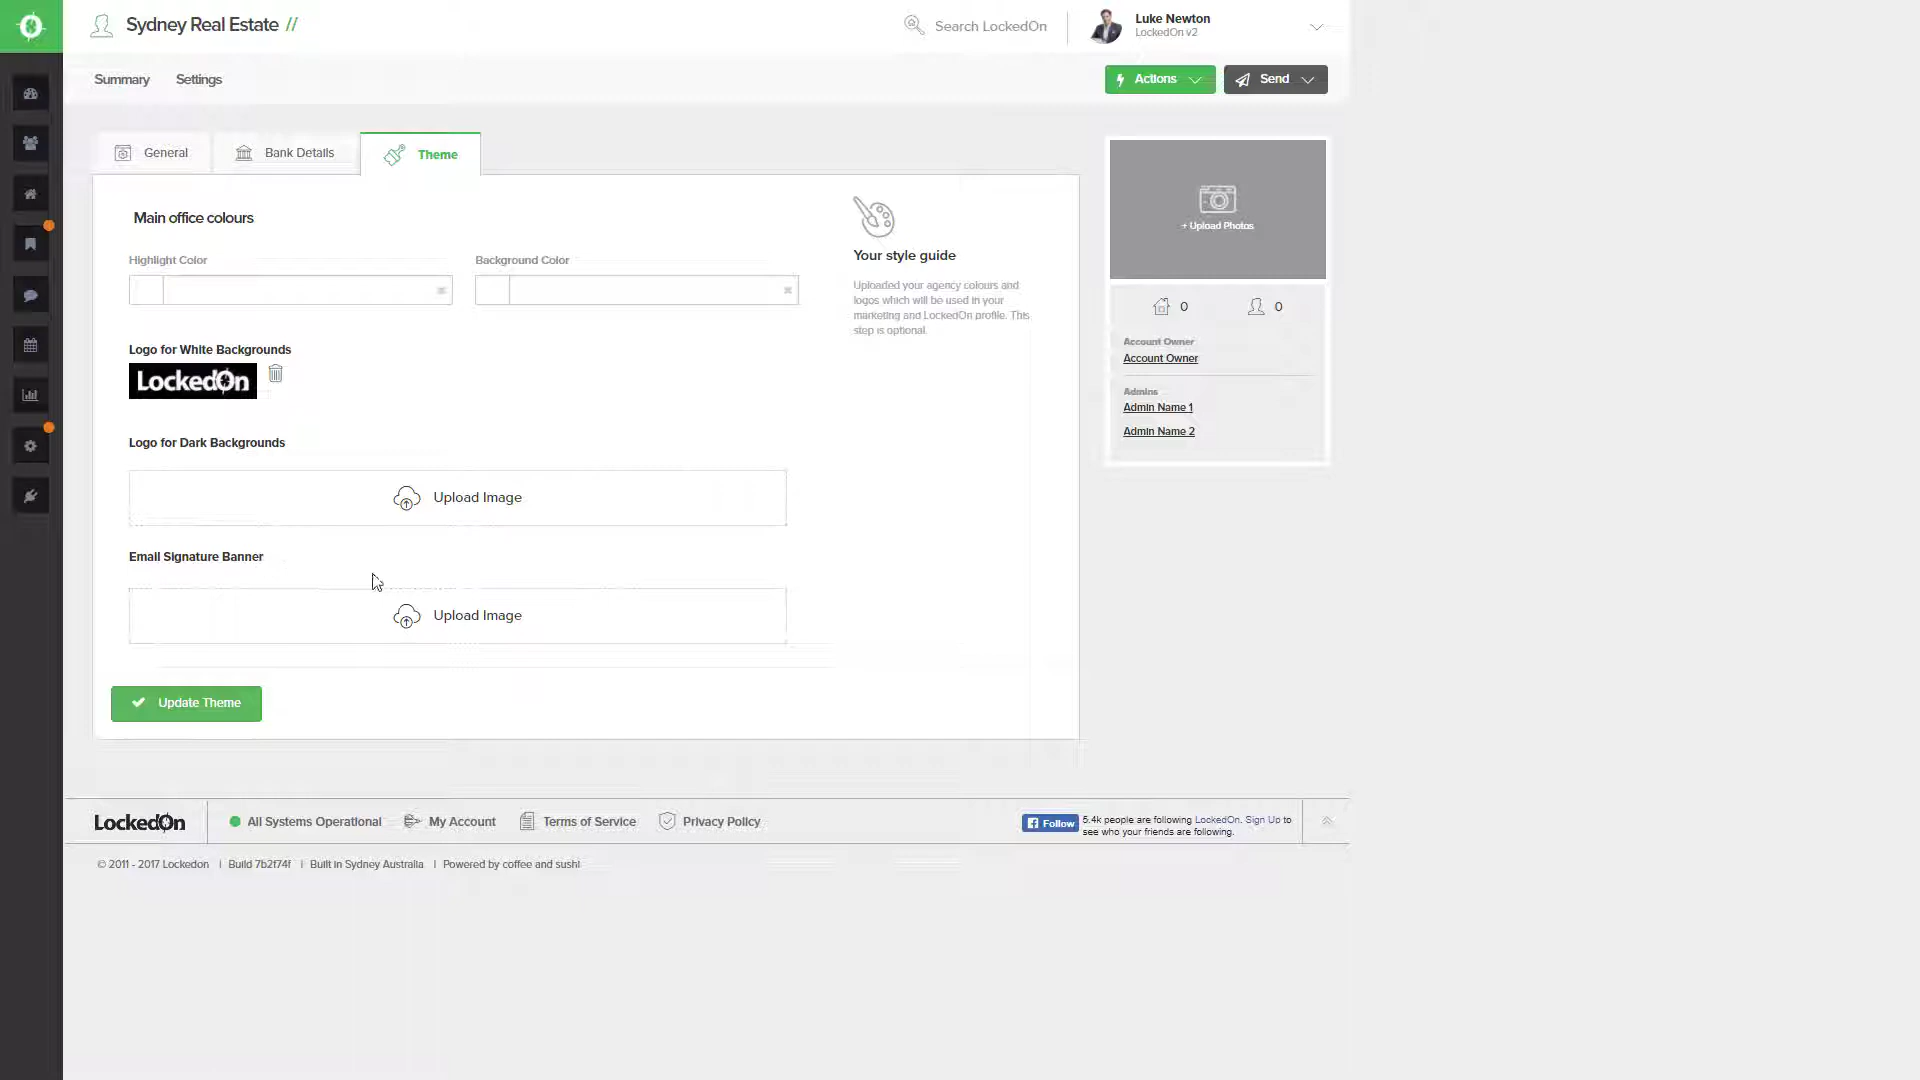 Sydney Real Estate //
Search LockedOn
Luke Newton
LockedOn v2
Summary
Settings
Actions
Send
General
Bank Details
Theme
Main office colours
Highlight Color
Background Color
Your style guide
Uploaded your agency colours and
logos which will be used in your
marketing and LockedOn profile. This
step is optional.
Logo for White Backgrounds
LockedOn
Logo for Dark Backgrounds
Upload Image
Email Signature Banner
Upload Image
Update Theme
+ Upload Photos
0
0
Account Owner
Account Owner
Admins
Admin Name 1
Admin Name 2
LockedOn
All Systems Operational
My Account
Terms of Service
Privacy Policy
Follow
5.4k people are following LockedOn. Sign Up to
see who your friends are following.
© 2011 - 2017 Lockedon | Build 7b2f74f | Built in Sydney Australia | Powered by coffee and sushi